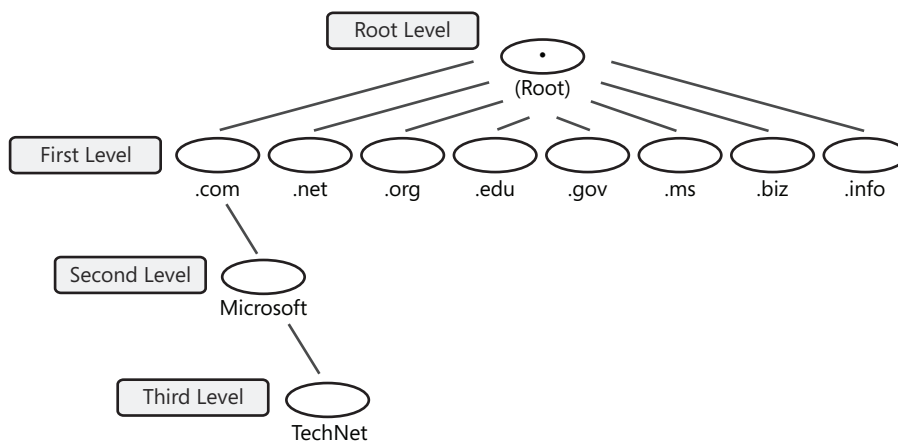 Root Level
.
(Root)
First Level
.com .net .org .edu .gov .ms .biz .info
Second Level
Microsoft
Third Level
TechNet